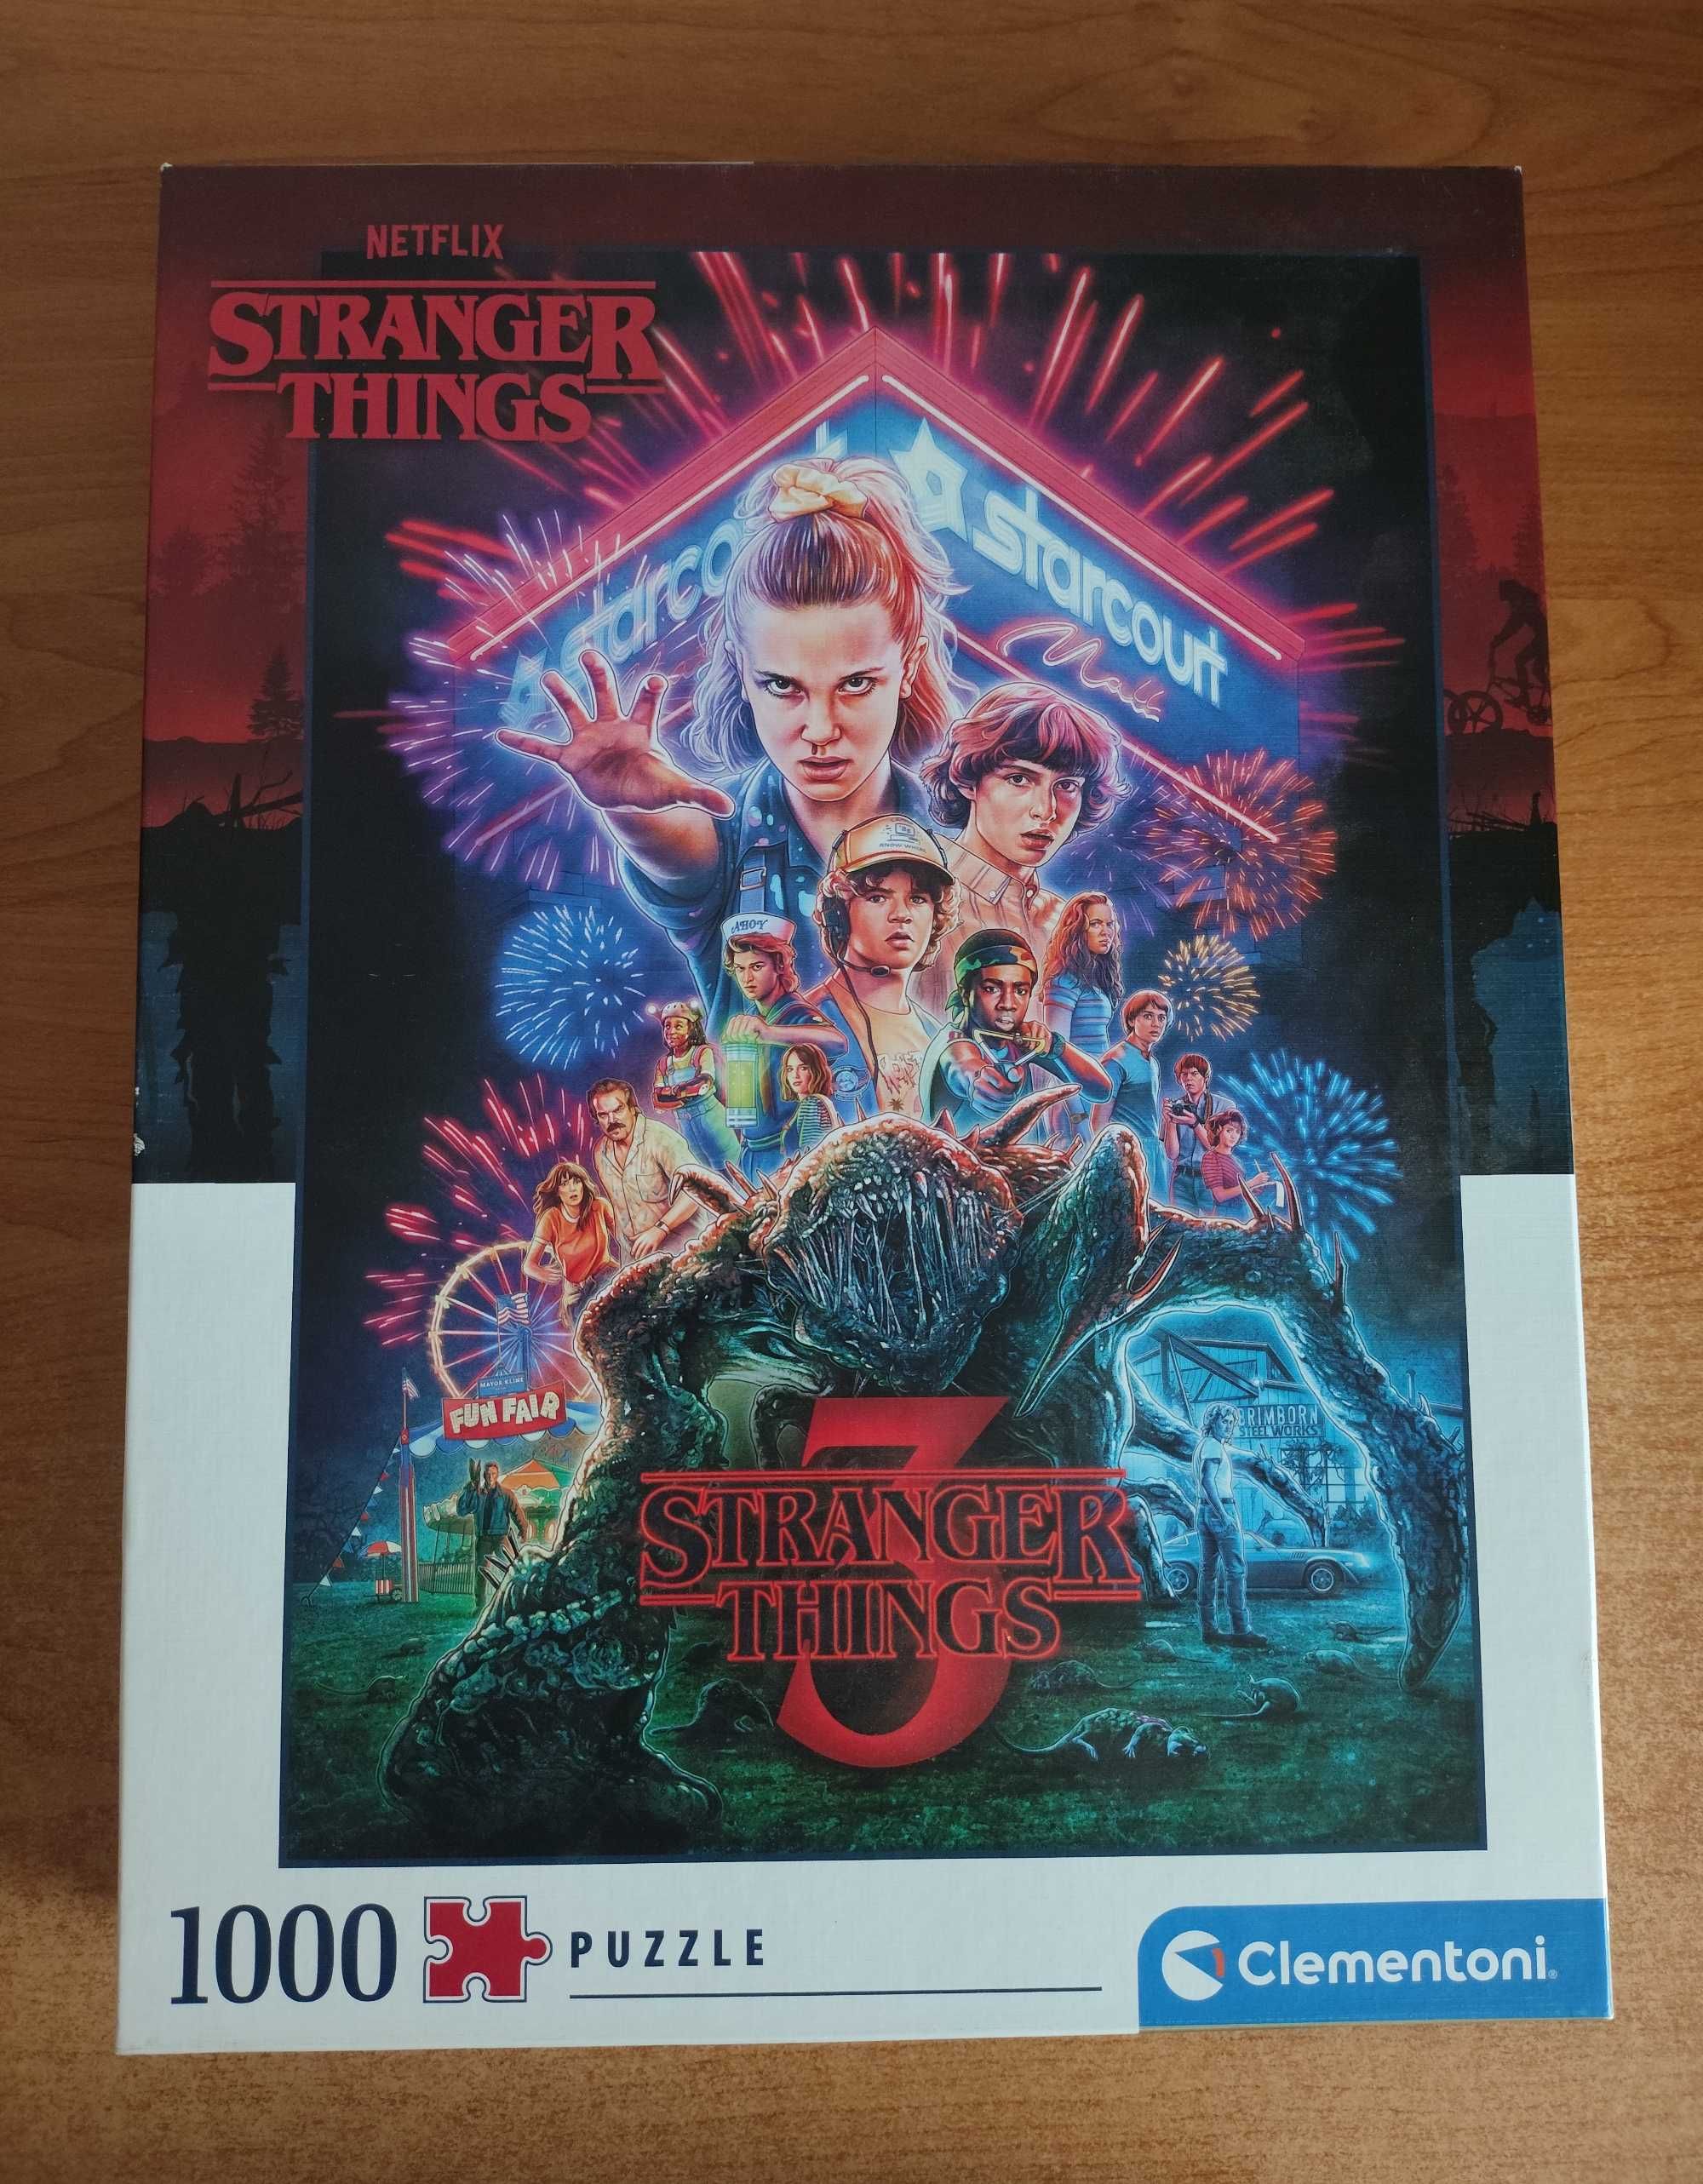 NETFLIX
STRANGER
THINGS
starco
starcourt
Mall
AHOY
MAYOR KLINE
FUN FAIR
BRIMBORN
STEEL WORKS
3
STRANGER
THINGS
1000 PUZZLE
Clementoni®